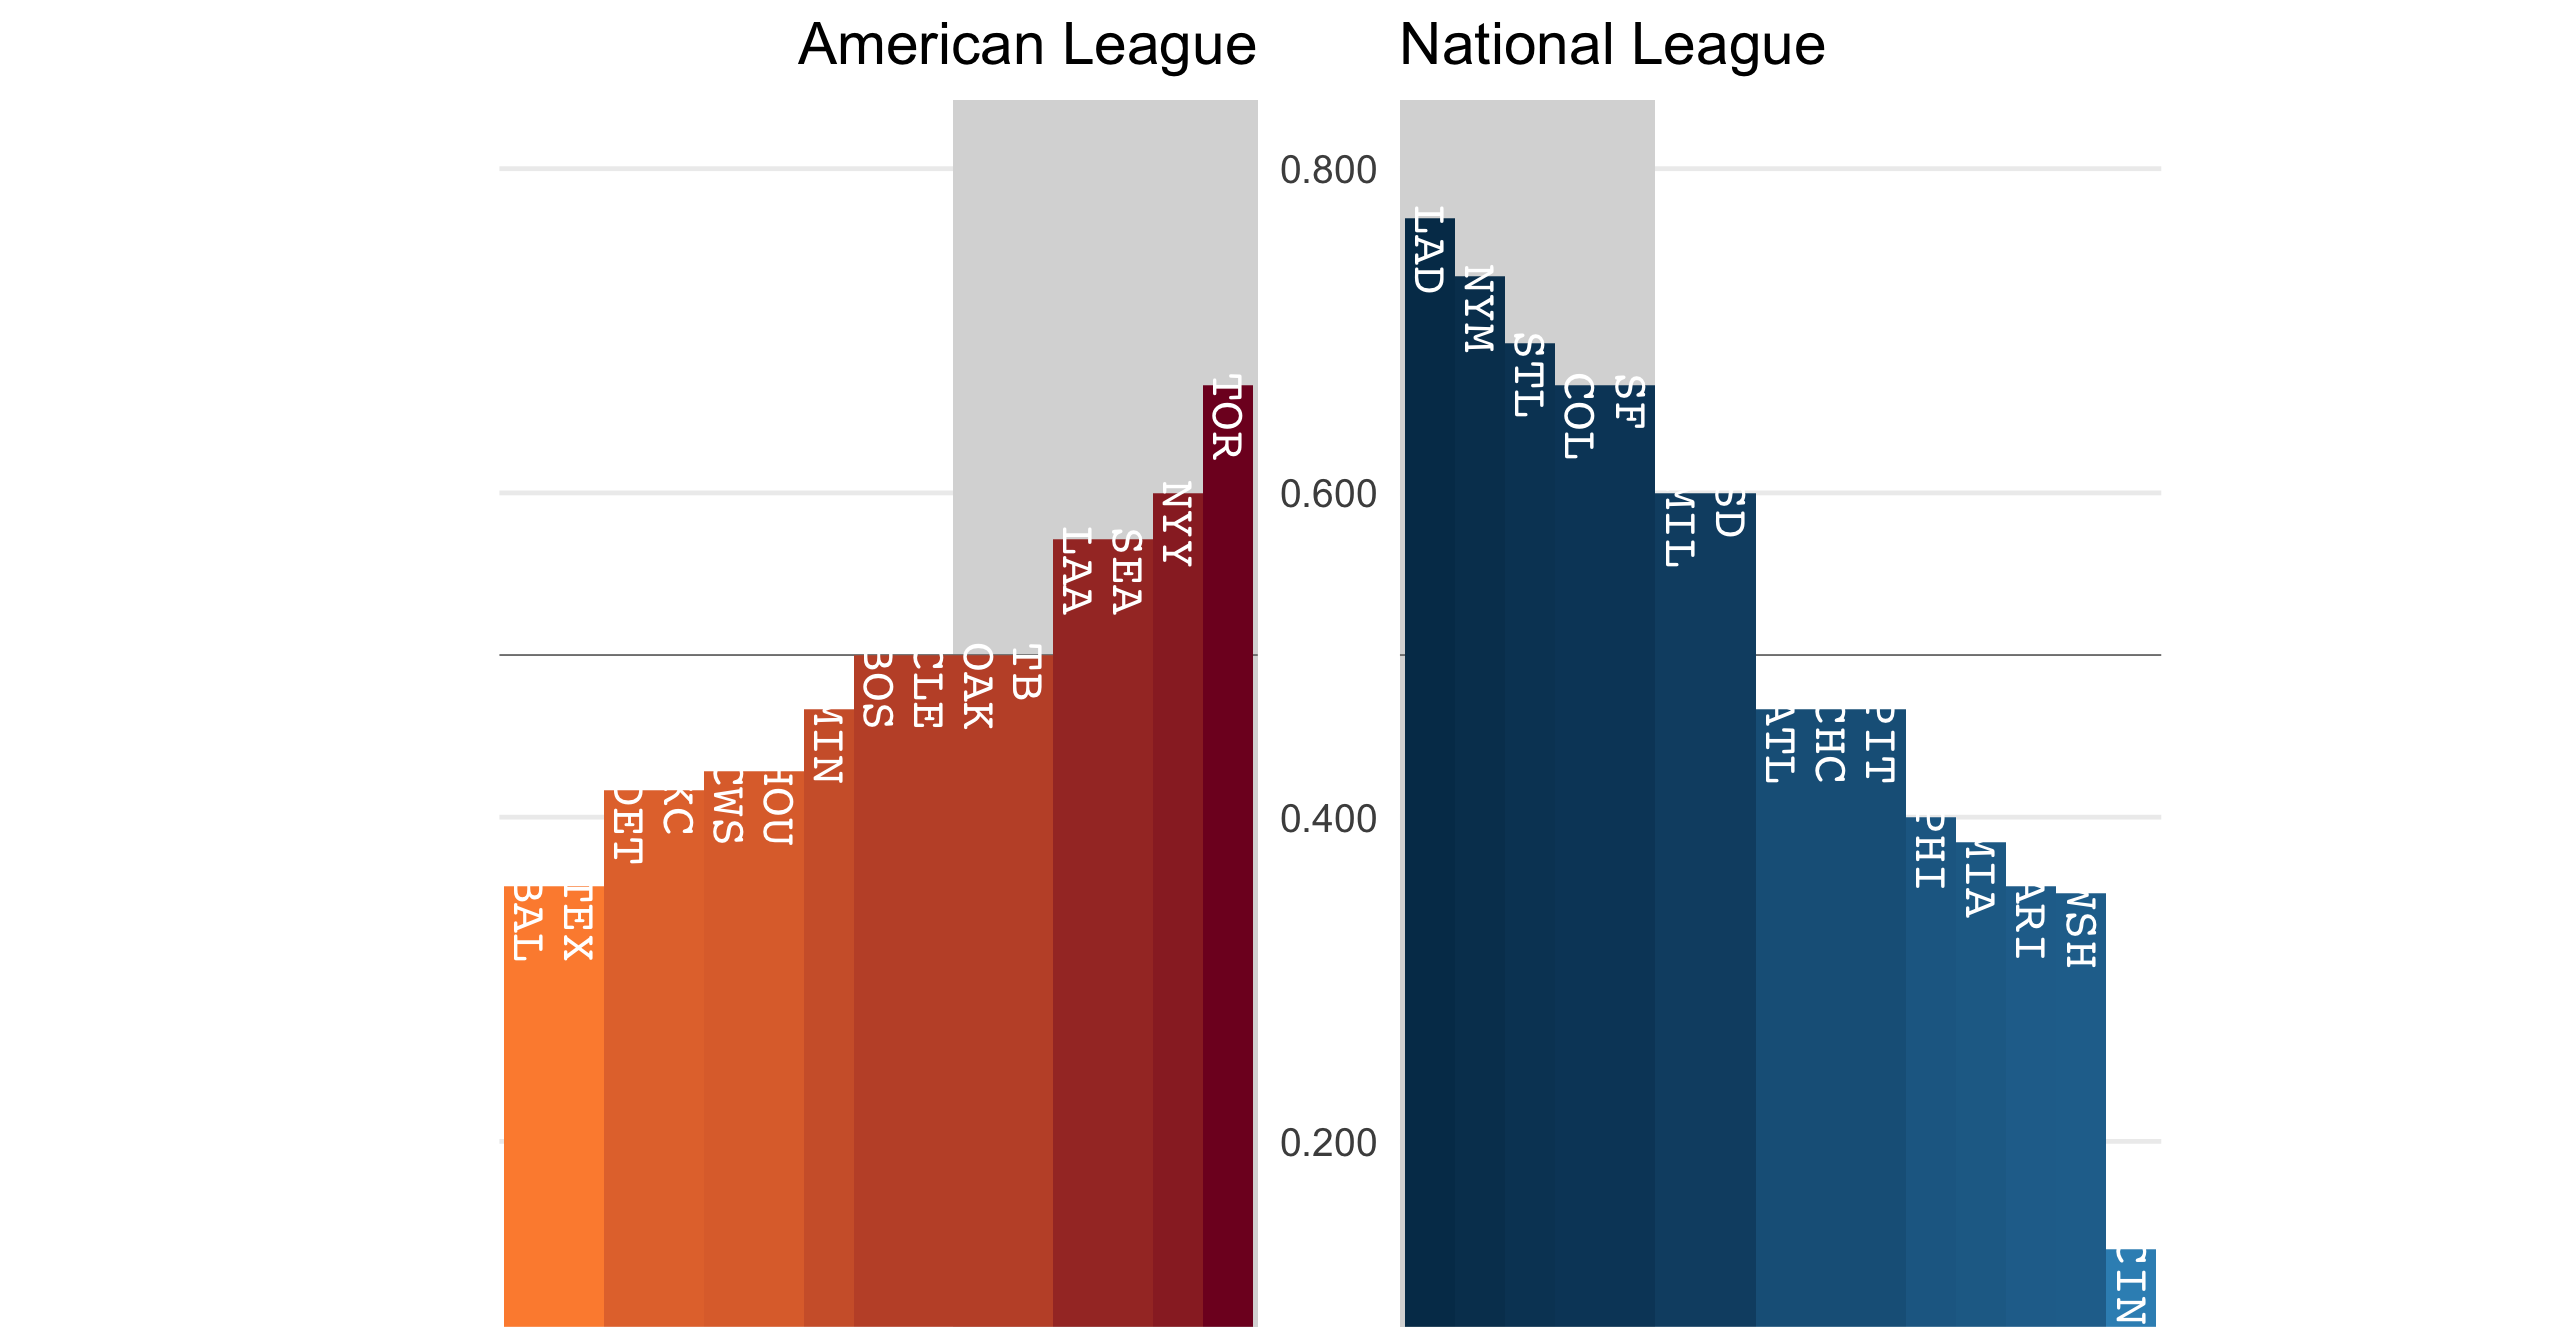 American League
National League
0.800
0.600
0.400
0.200
BAL
TEX
DET
KC
CWS
HOU
MIN
BOS
CLE
OAK
TB
LAA
SEA
NYY
TOR
LAD
NYM
STL
COL
SF
MIL
SD
ATL
CHC
PIT
PHI
MIA
ARI
WSH
CIN